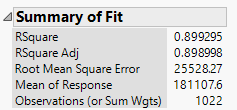 Summary of Fit
RSquare 0.899295
RSquare Adj 0.898998
Root Mean Square Error 25528.27
Mean of Response 181107.6
Observations (or Sum Wgts) 1022